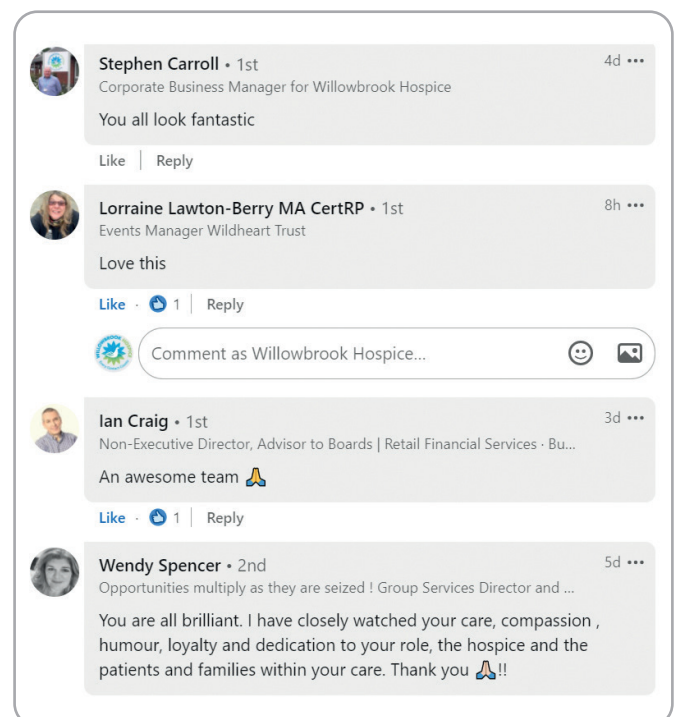 Stephen Carroll • 1st
4d •••
Corporate Business Manager for Willowbrook Hospice
You all look fantastic
Like | Reply
Lorraine Lawton-Berry MA CertRP • 1st
8h •••
Events Manager Wildheart Trust
Love this
Like · 1 | Reply
Comment as Willowbrook Hospice...
Ian Craig • 1st
3d •••
Non-Executive Director, Advisor to Boards | Retail Financial Services · Bu...
An awesome team 🙏
Like · 1 | Reply
Wendy Spencer • 2nd
5d •••
Opportunities multiply as they are seized ! Group Services Director and ...
You are all brilliant. I have closely watched your care, compassion ,
humour, loyalty and dedication to your role, the hospice and the
patients and families within your care. Thank you 🙏🏻!!